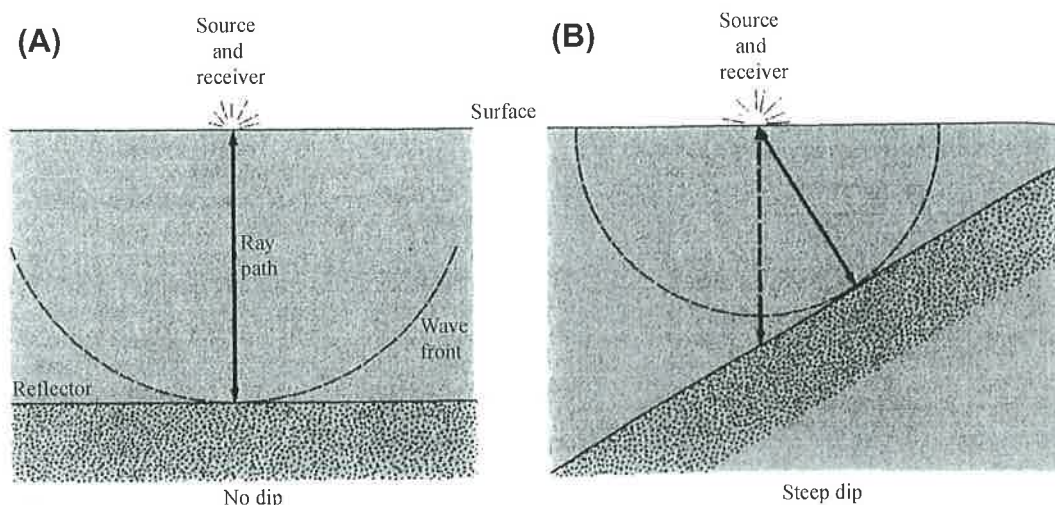 (A)
Source
and
receiver
Surface
Ray
path
Wave
front
Reflector
No dip
(B)
Source
and
receiver
Steep dip